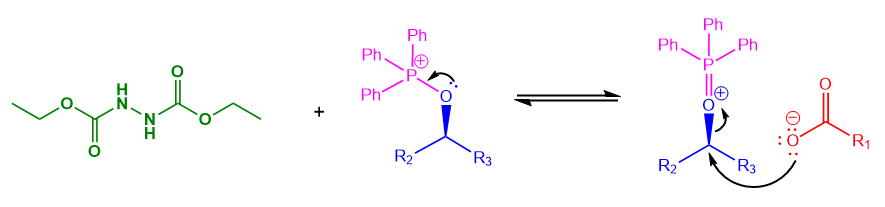 O
H
O N
N O
H
O
+
Ph
Ph
P⊕
Ph
O
R₂ R₃
Ph
Ph Ph
P
O⊕
R₂ R₃
O
⊖
O
R₁